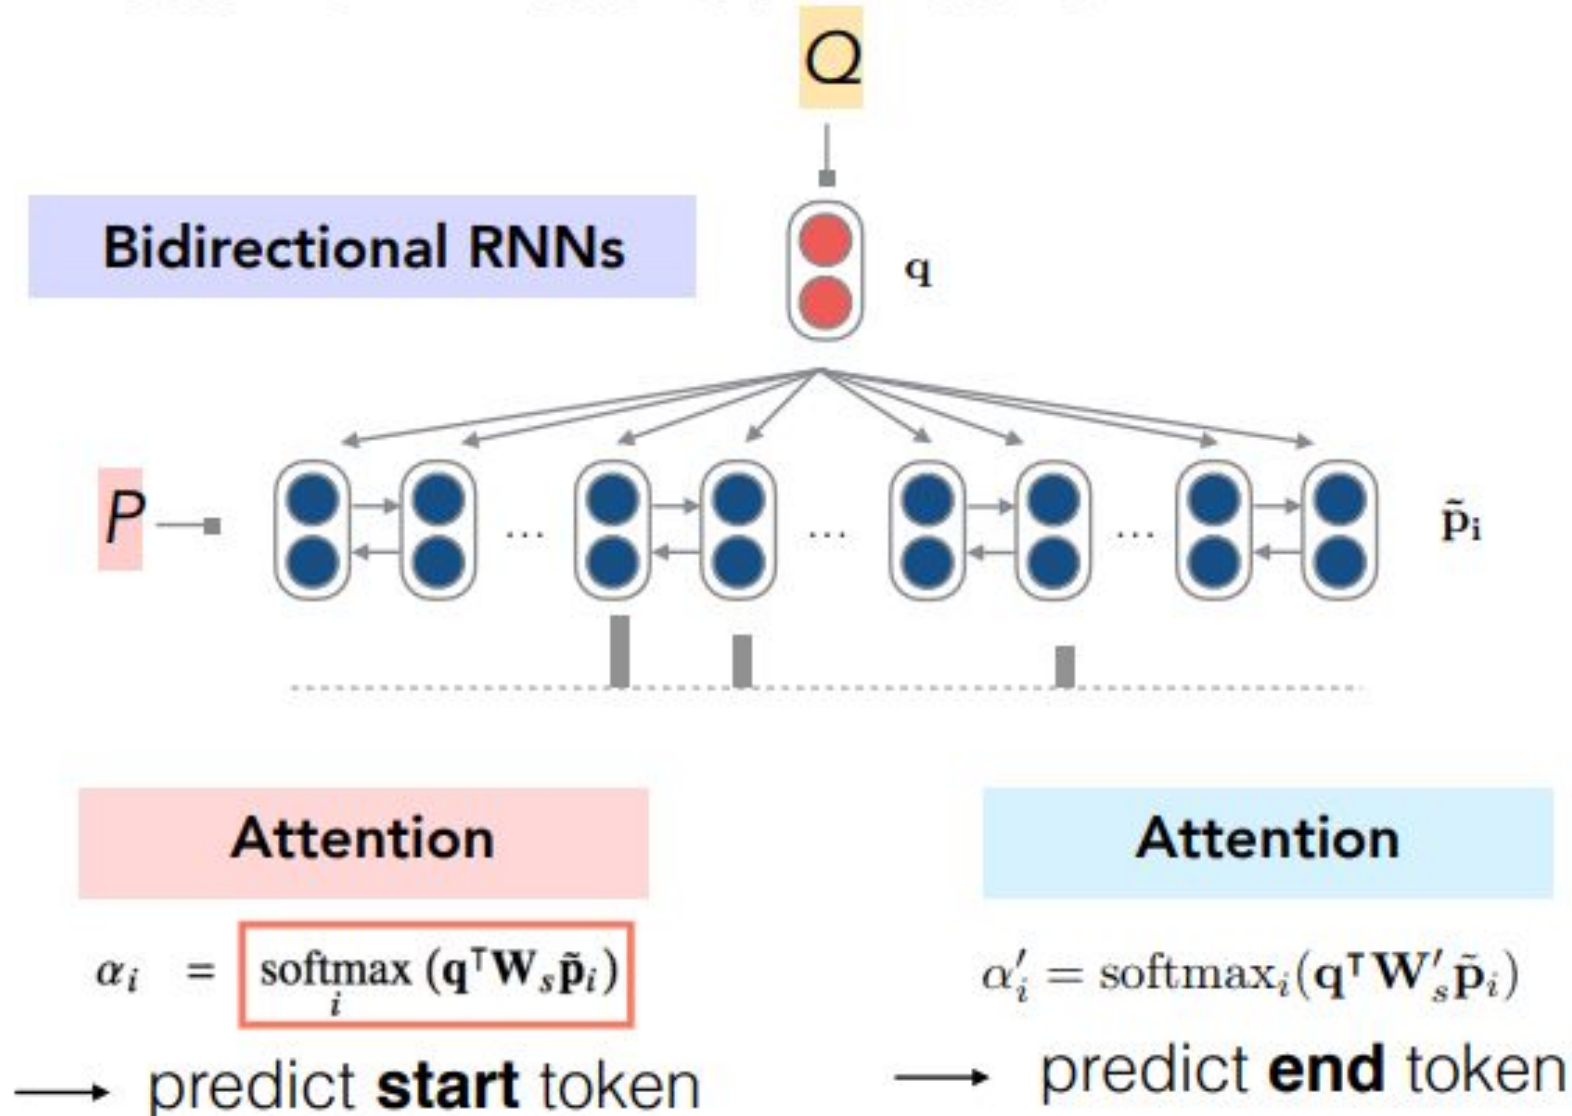 Q
Bidirectional RNNs
q
P
... ... ...
p̃ᵢ
Attention
αᵢ = softmax i (qᵀWₛp̃ᵢ)
→ predict start token
Attention
α′ᵢ = softmaxᵢ(qᵀW′ₛp̃ᵢ)
→ predict end token